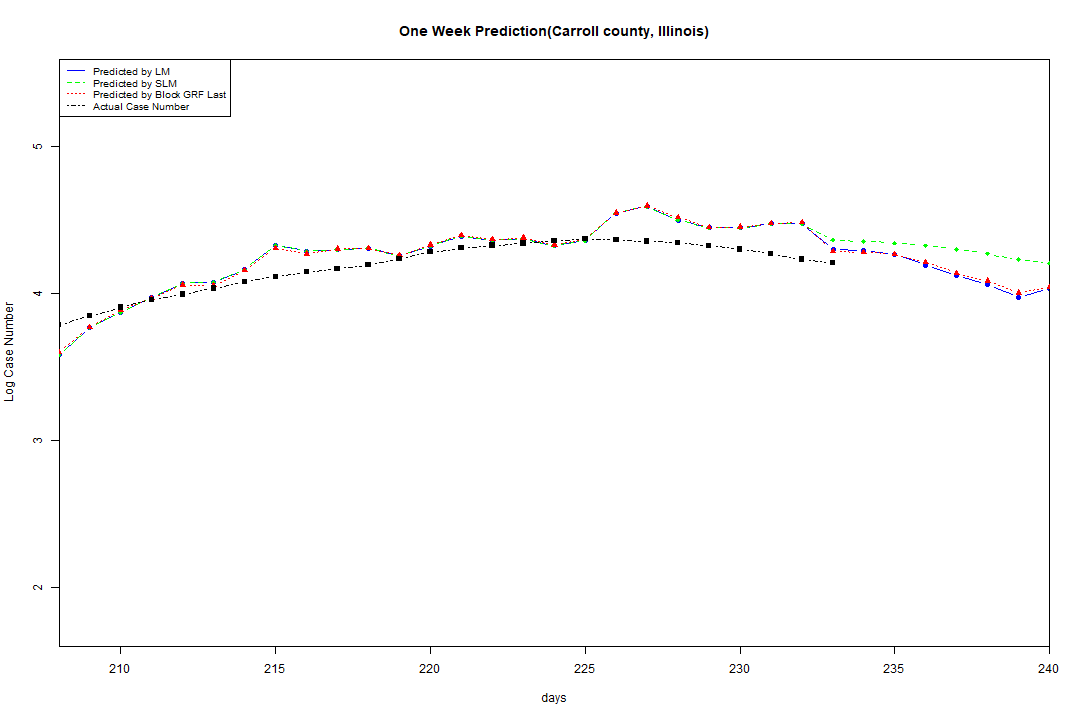 One Week Prediction(Carroll county, Illinois)
Predicted by LM
Predicted by SLM
Predicted by Block GRF Last
Actual Case Number
5
4
3
2
Log Case Number
210 215 220 225 230 235 240
days